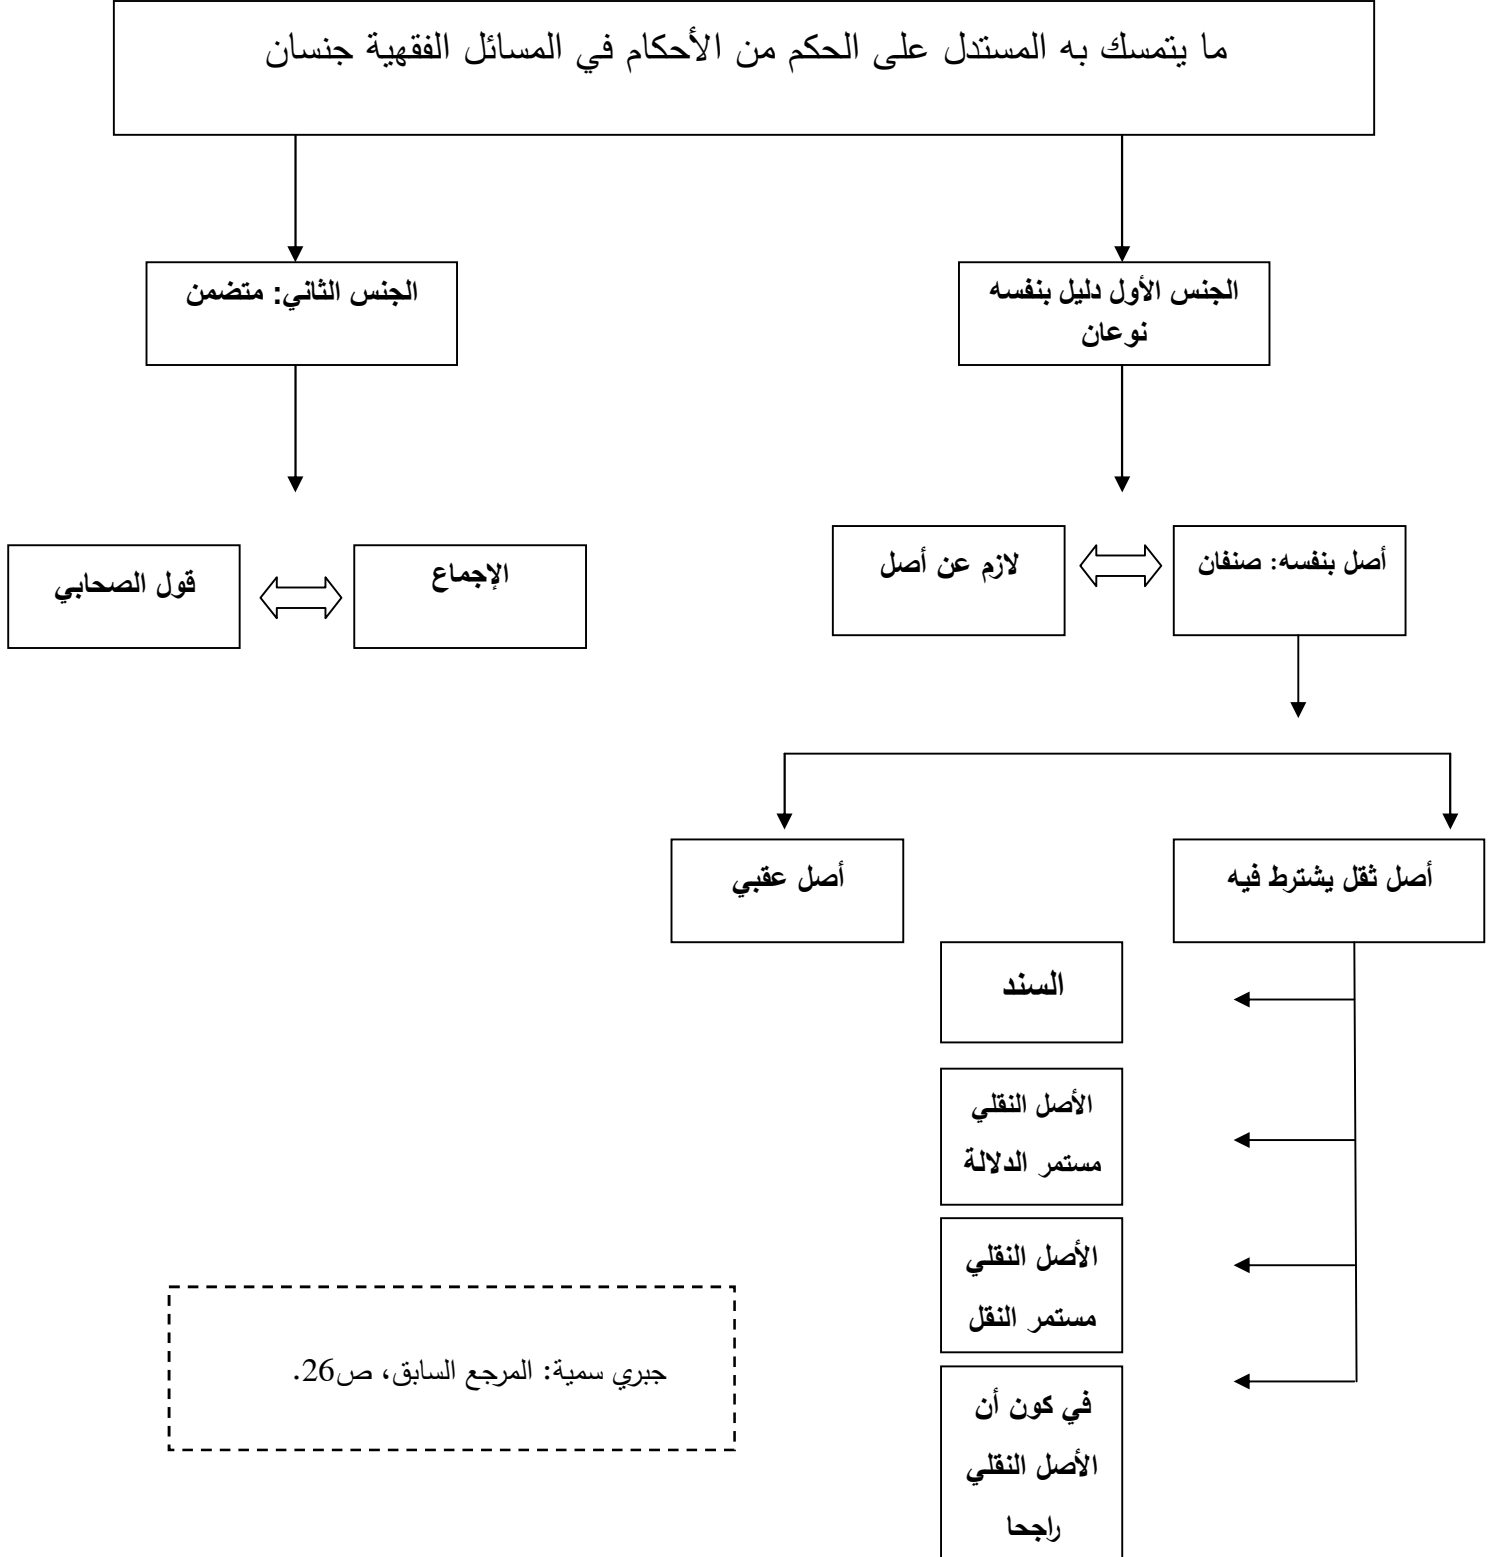 ما يتمسك به المستدل على الحكم من الأحكام في المسائل الفقهية جنسان
الجنس الأول دليل بنفسه
نوعان
الجنس الثاني: متضمن
أصل بنفسه: صنفان
لازم عن أصل
الإجماع
قول الصحابي
أصل ثقل يشترط فيه
أصل عقبي
السند
الأصل النقلي
مستمر الدلالة
الأصل النقلي
مستمر النقل
في كون أن
الأصل النقلي
راجحا
جبري سمية: المرجع السابق، ص26.